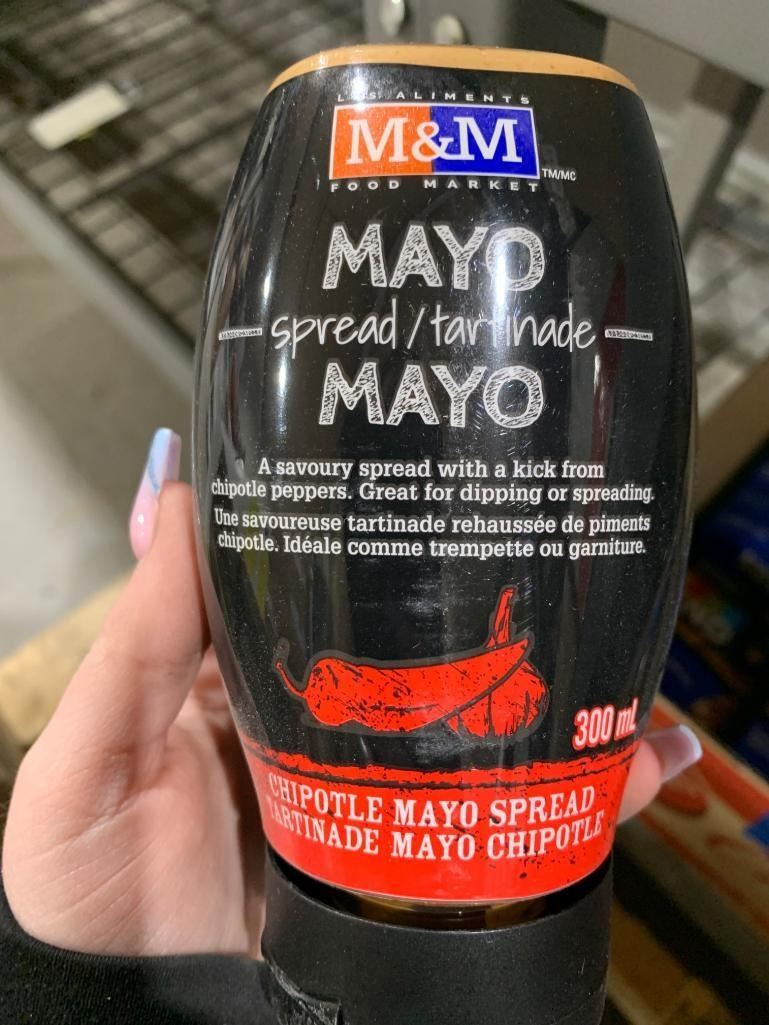 LES ALIMENTS
M&M
TM/MC
FOOD MARKET
MAYO
spread / tartinade
MAYO
A savoury spread with a kick from
chipotle peppers. Great for dipping or spreading.
Une savoureuse tartinade rehaussée de piments
chipotle. Idéale comme trempette ou garniture.
300 mL
CHIPOTLE MAYO SPREAD
TARTINADE MAYO CHIPOTLE